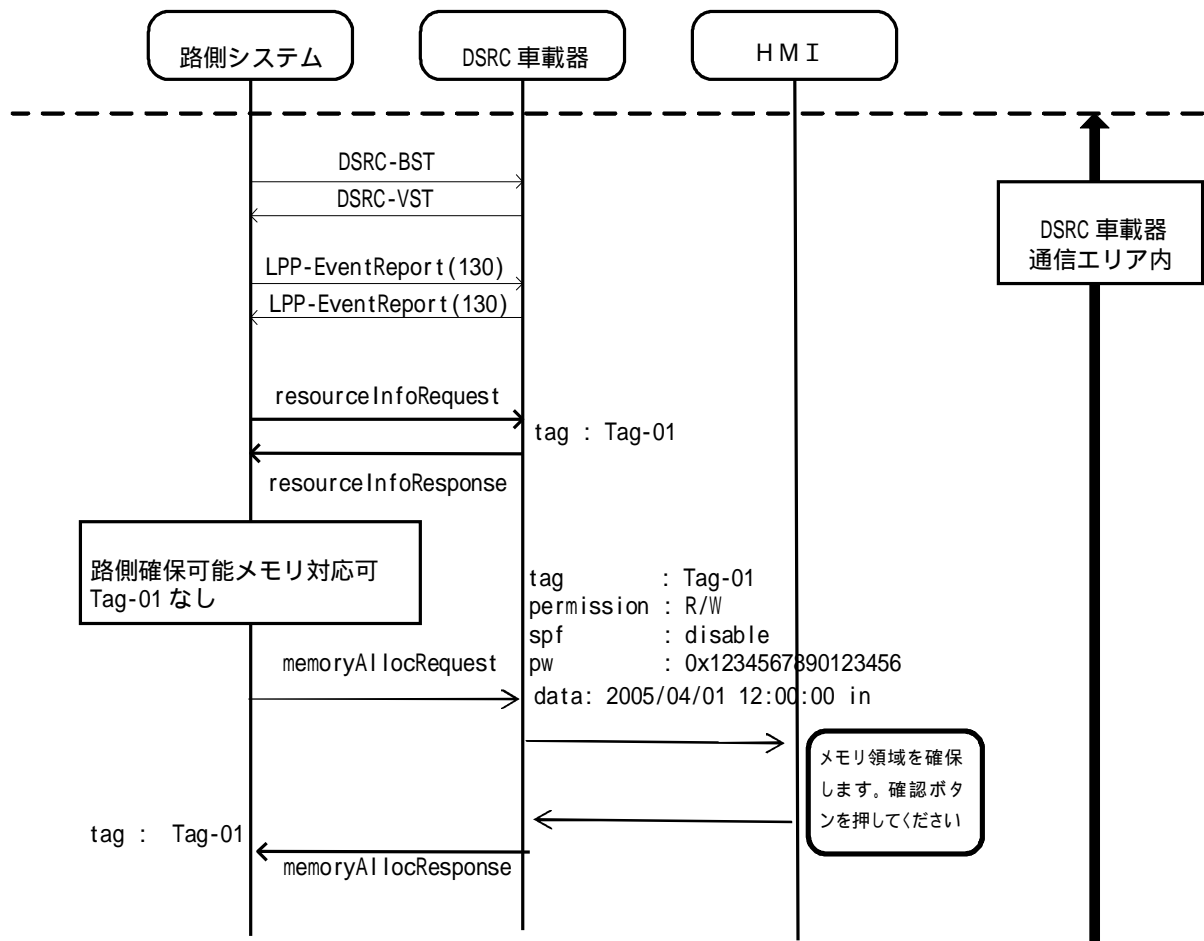 路側システム
DSRC 車載器
ＨＭＩ
DSRC-BST
DSRC-VST
DSRC 車載器
通信エリア内
LPP-EventReport(130)
LPP-EventReport(130)
resourceInfoRequest
tag : Tag-01
resourceInfoResponse
路側確保可能メモリ対応可
Tag-01 なし
tag : Tag-01
permission : R/W
spf : disable
pw : 0x1234567890123456
memoryAllocRequest
data: 2005/04/01 12:00:00 in
メモリ領域を確保
します。確認ボタ
ンを押してください
tag : Tag-01
memoryAllocResponse